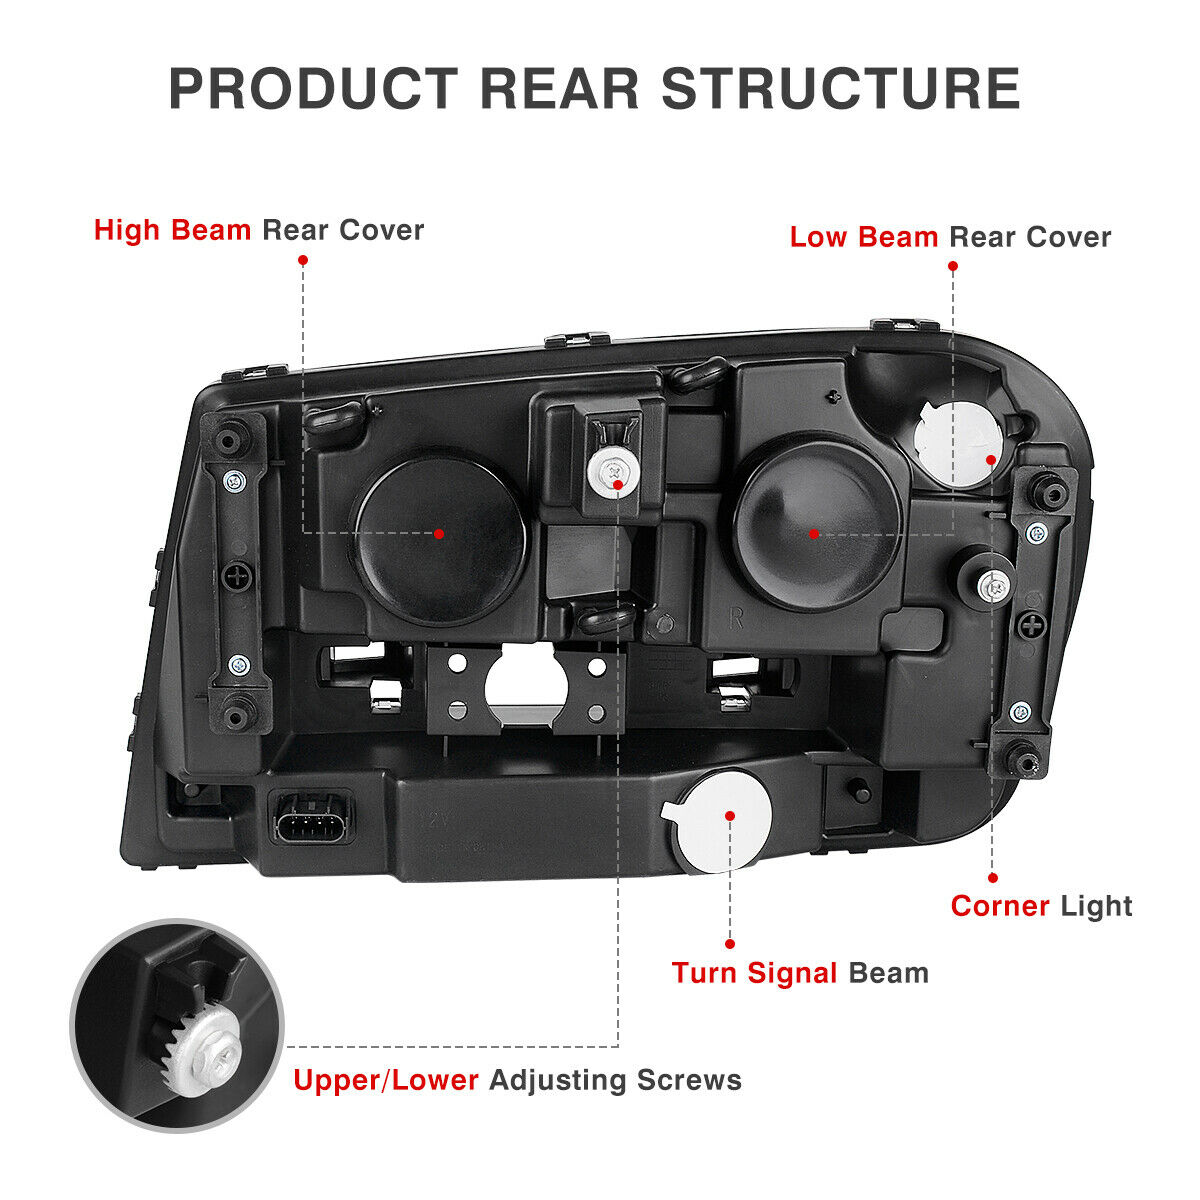 PRODUCT REAR STRUCTURE
High Beam Rear Cover
Low Beam Rear Cover
R
12V
Corner Light
Turn Signal Beam
Upper/Lower Adjusting Screws